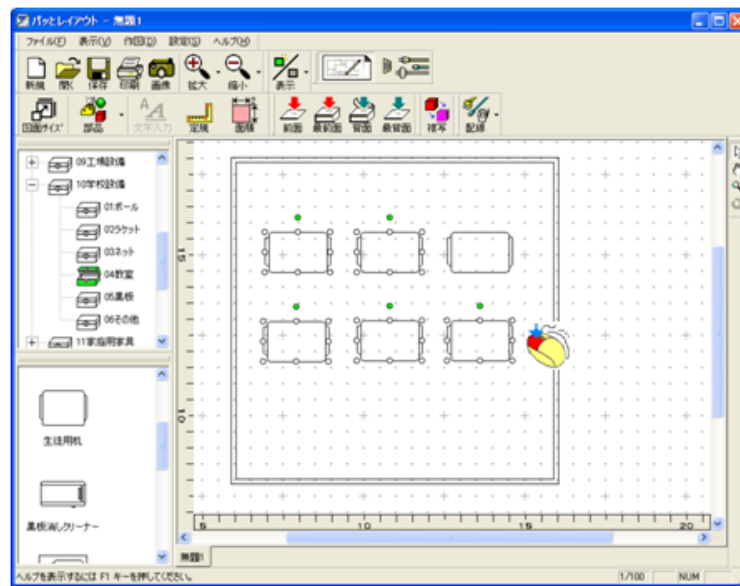 パッとレイアウト - 無題1
ファイル(F) 表示(V) 作図(D) 設定(S) ヘルプ(H)
新規 開く 保存 印刷 画像 拡大 縮小 表示
図面サイズ 部品 文字入力 定規 面積 前面 最前面 背面 最背面 複写 配線
09工場設備
10学校設備
01ボール
02ラケット
03ネット
04教室
05黒板
06その他
11家庭用家具
生徒用机
黒板消しクリーナー
15
10
5 10 15 20
無題1
ヘルプを表示するには F1 キーを押してください。 1/100 NUM